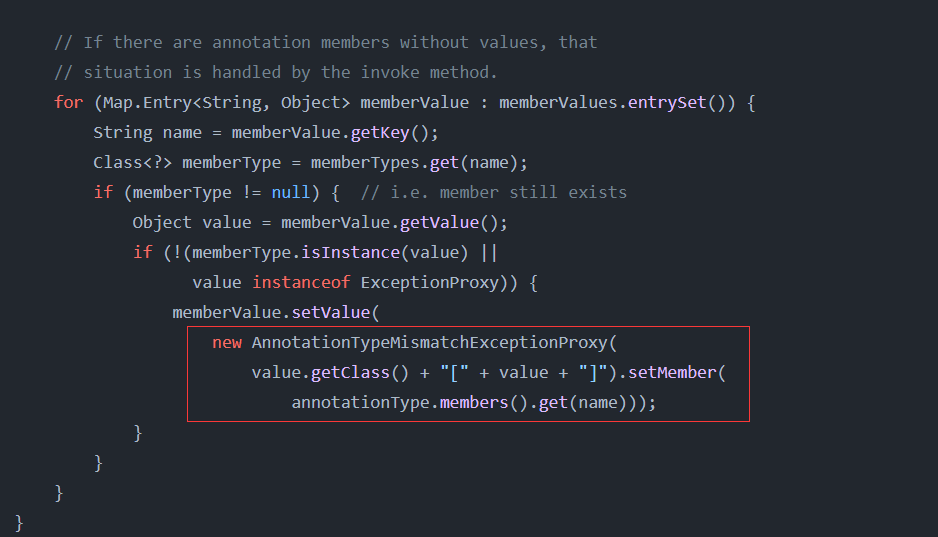 // If there are annotation members without values, that
// situation is handled by the invoke method.
for (Map.Entry<String, Object> memberValue : memberValues.entrySet()) {
String name = memberValue.getKey();
Class<?> memberType = memberTypes.get(name);
if (memberType != null) {  // i.e. member still exists
Object value = memberValue.getValue();
if (!(memberType.isInstance(value) ||
value instanceof ExceptionProxy)) {
memberValue.setValue(
new AnnotationTypeMismatchExceptionProxy(
value.getClass() + "[" + value + "]").setMember(
annotationType.members().get(name)));
}
}
}
}